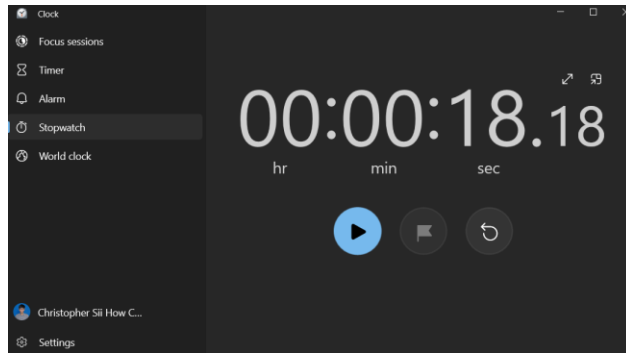 Clock
Focus sessions
Timer
Alarm
Stopwatch
World clock
00:00:18.18
hr min sec
Christopher Sii How C...
Settings